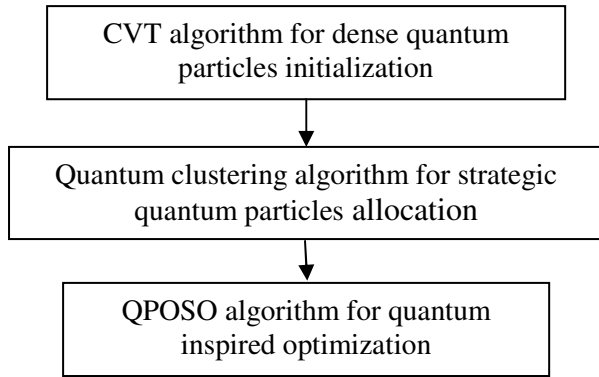 CVT algorithm for dense quantum
particles initialization
Quantum clustering algorithm for strategic
quantum particles allocation
QPOSO algorithm for quantum
inspired optimization